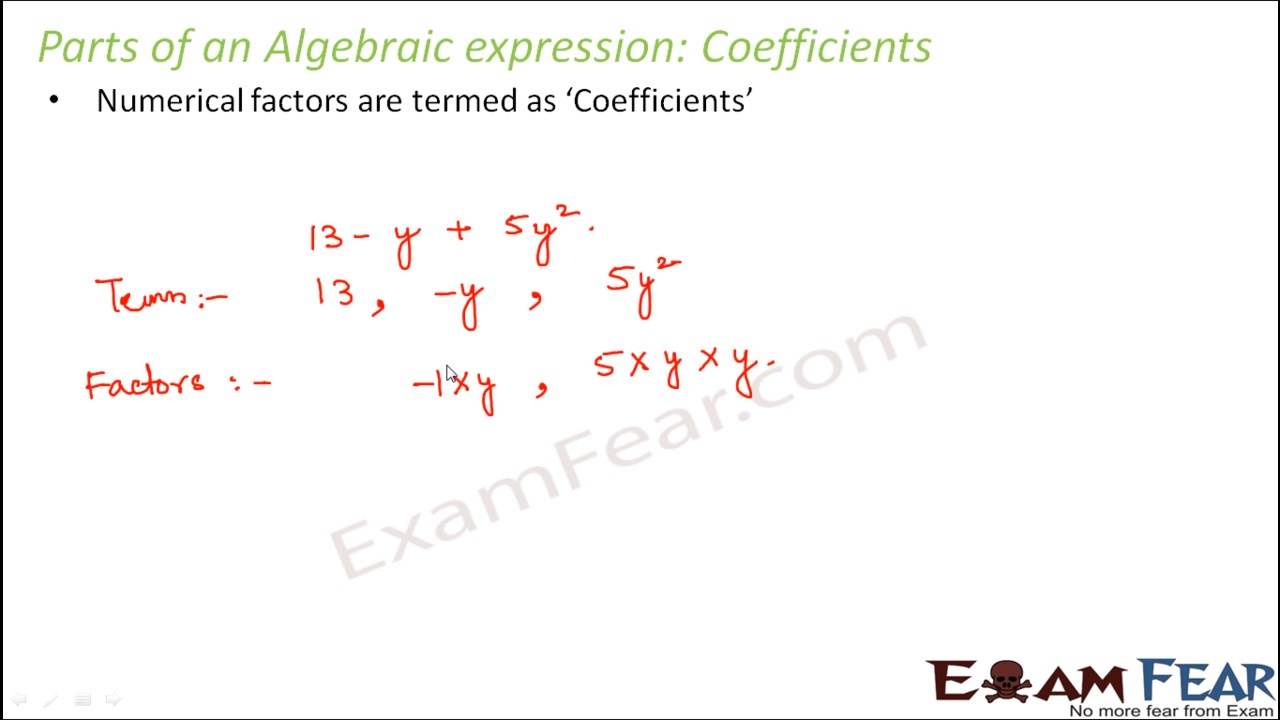 Parts of an Algebraic expression: Coefficients
• Numerical factors are termed as ‘Coefficients’
13 - y + 5y².
Terms :- 13 , -y , 5y²
Factors :- -1 × y , 5 × y × y.
ExamFear.com
EXAM FEAR
No more fear from Exam